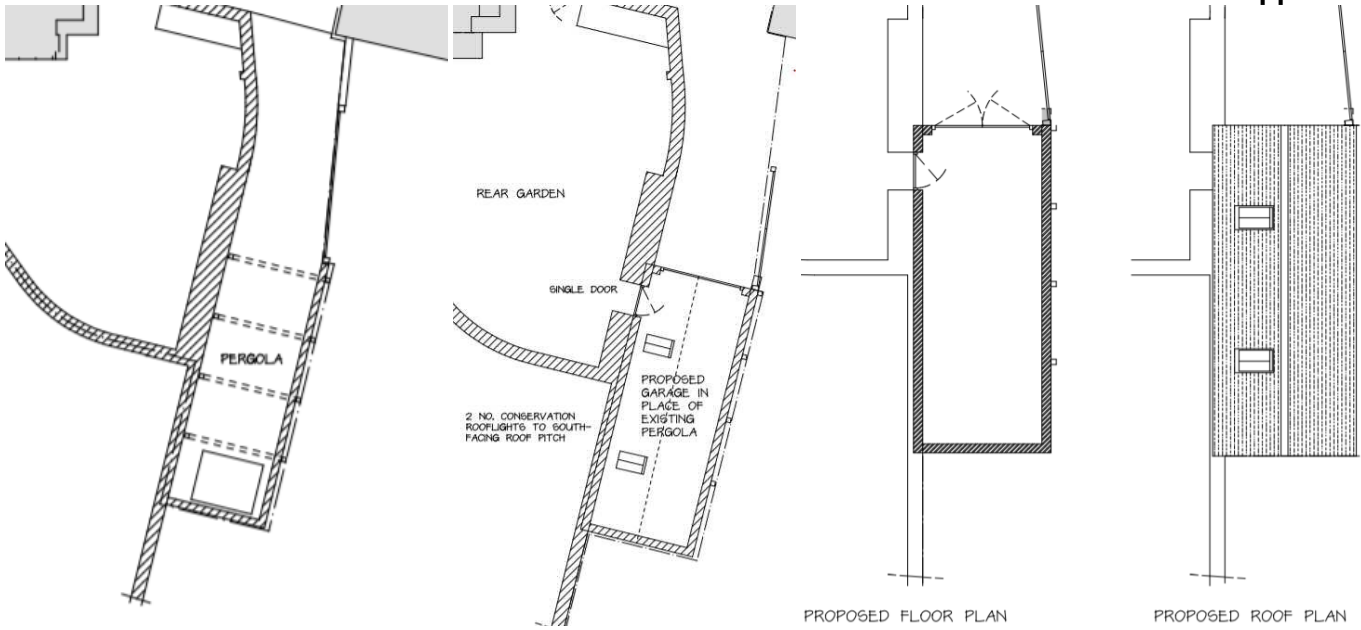 PERGOLA
REAR GARDEN
SINGLE DOOR
PROPOSED
GARAGE IN
PLACE OF
EXISTING
PERGOLA
2 NO. CONSERVATION
ROOFLIGHTS TO SOUTH-
FACING ROOF PITCH
PROPOSED FLOOR PLAN
PROPOSED ROOF PLAN